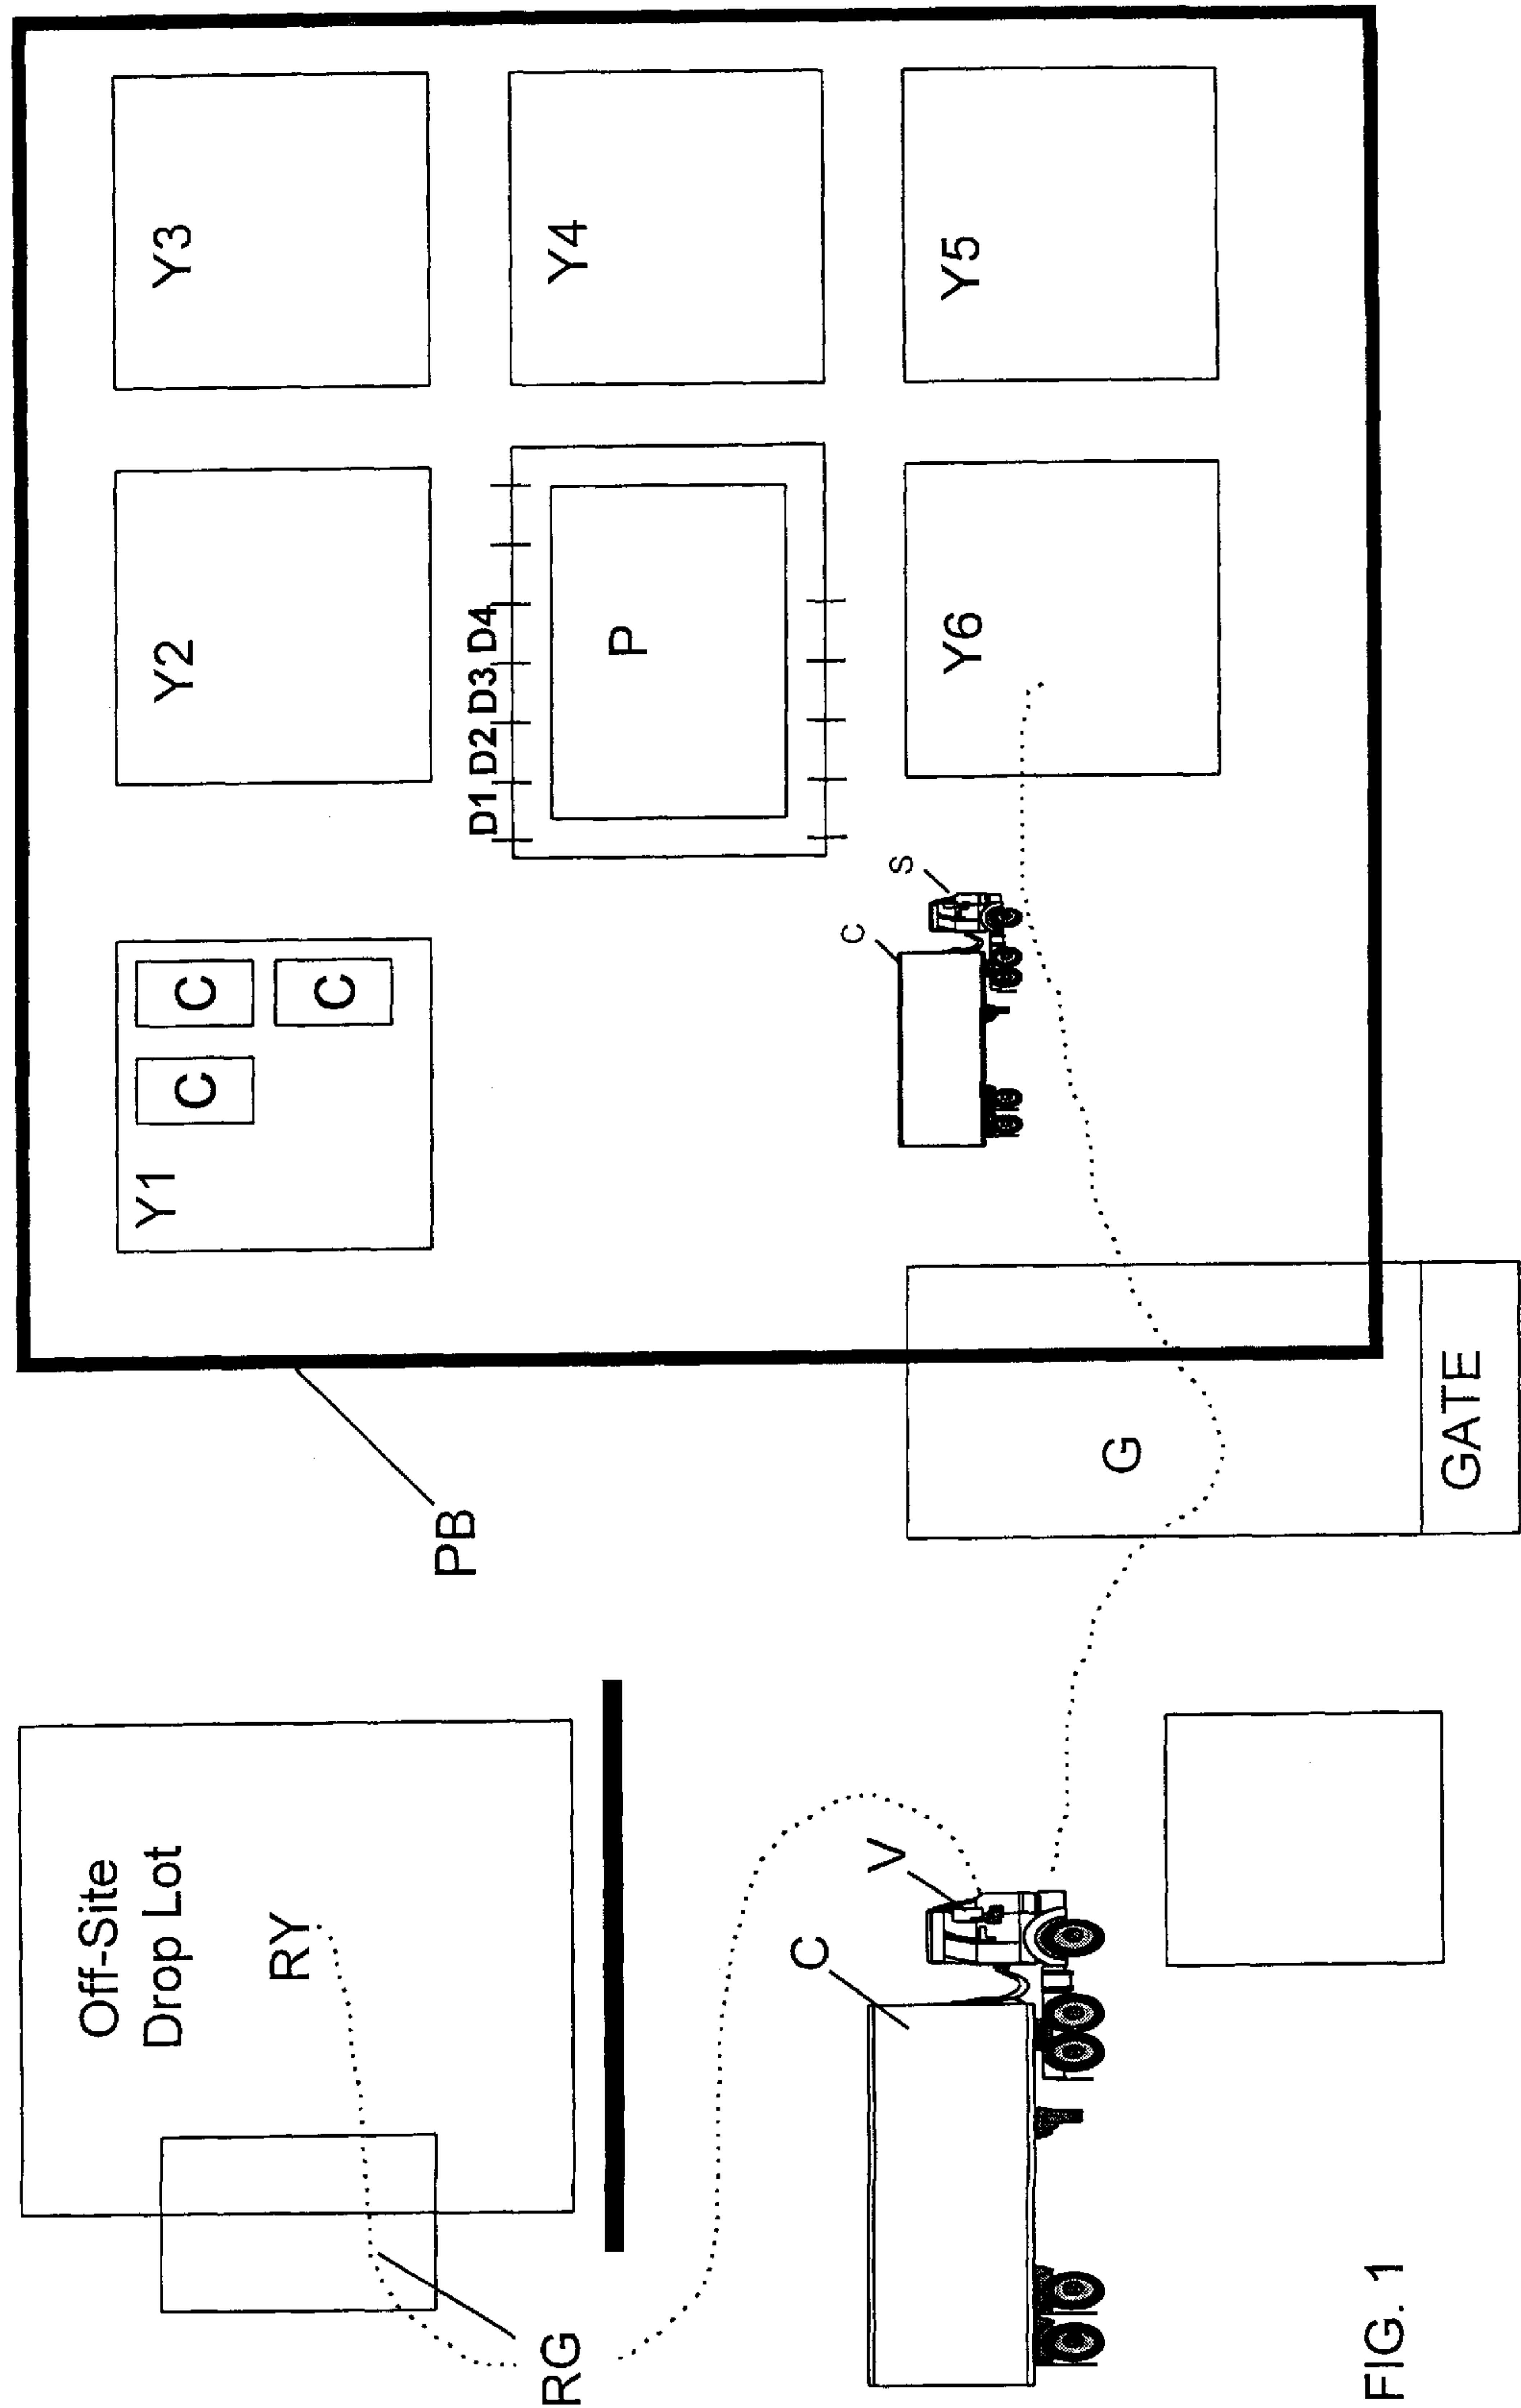 Off-Site
Drop Lot
RY
RG
PB
Y1
C
C
C
Y2
Y3
D1 D2 D3 D4
P
Y4
C
V
C
S
Y6
Y5
G
GATE
FIG. 1